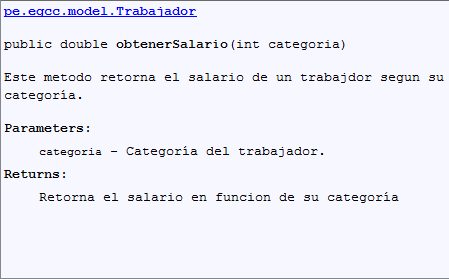 pe.egcc.model.Trabajador
public double obtenerSalario(int categoria)
Este metodo retorna el salario de un trabajdor segun su
categoría.
Parameters:
categoria - Categoría del trabajador.
Returns:
Retorna el salario en funcion de su categoría